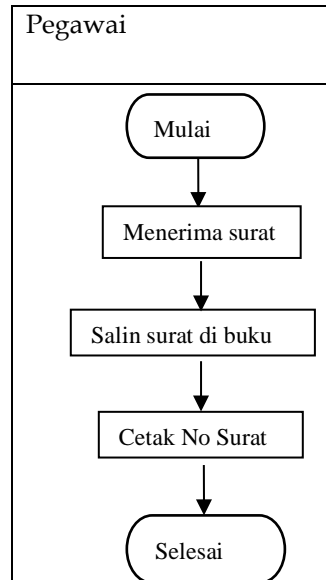 Pegawai
Mulai
Menerima surat
Salin surat di buku
Cetak No Surat
Selesai